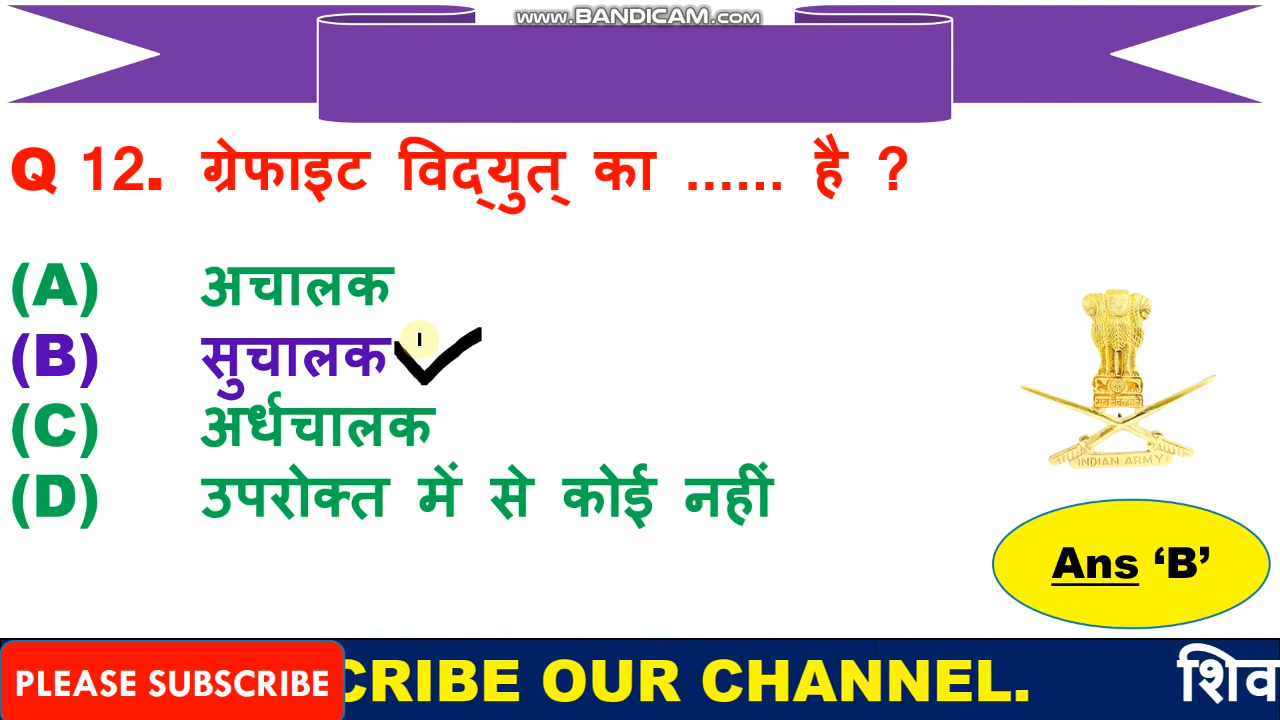 www.BANDICAM.com
Q 12. ग्रेफाइट विद्‌युत् का ...... है ?
(A) अचालक
(B) सुचालक
(C) अर्धचालक
(D) उपरोक्त में से कोई नहीं
INDIAN ARMY
Ans ‘B’
PLEASE SUBSCRIBE
CRIBE OUR CHANNEL.
शिव